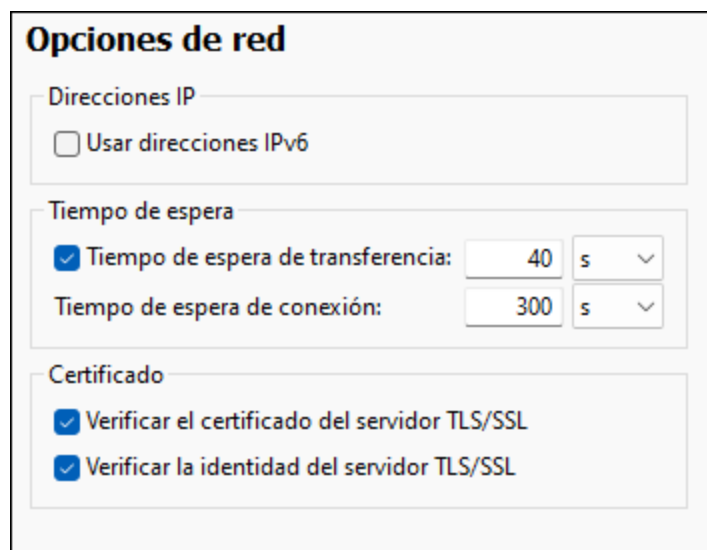 Opciones de red
Direcciones IP
Usar direcciones IPv6
Tiempo de espera
Tiempo de espera de transferencia: 40 s
Tiempo de espera de conexión: 300 s
Certificado
Verificar el certificado del servidor TLS/SSL
Verificar la identidad del servidor TLS/SSL